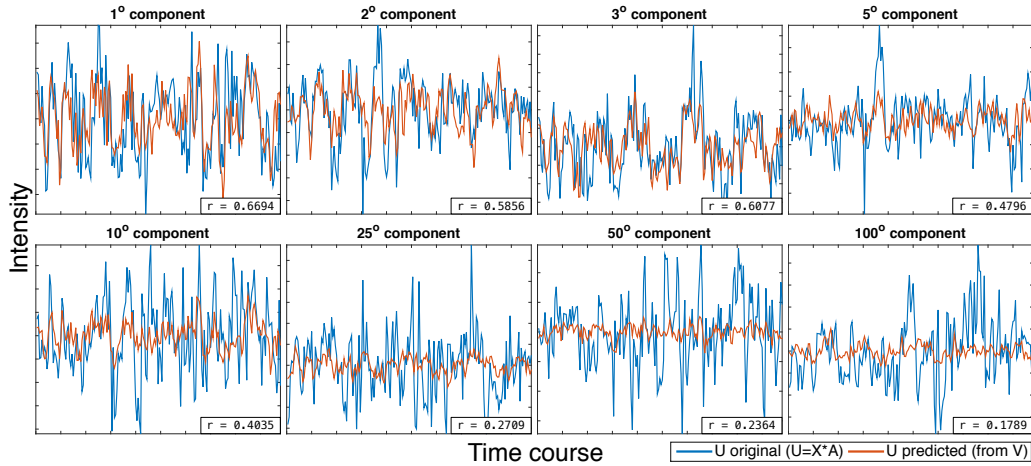 1° component
2° component
3° component
5° component
r = 0.6694
r = 0.5856
r = 0.6077
r = 0.4796
Intensity
10° component
25° component
50° component
100° component
r = 0.4035
r = 0.2709
r = 0.2364
r = 0.1789
Time course
U original (U=X*A)
U predicted (from V)